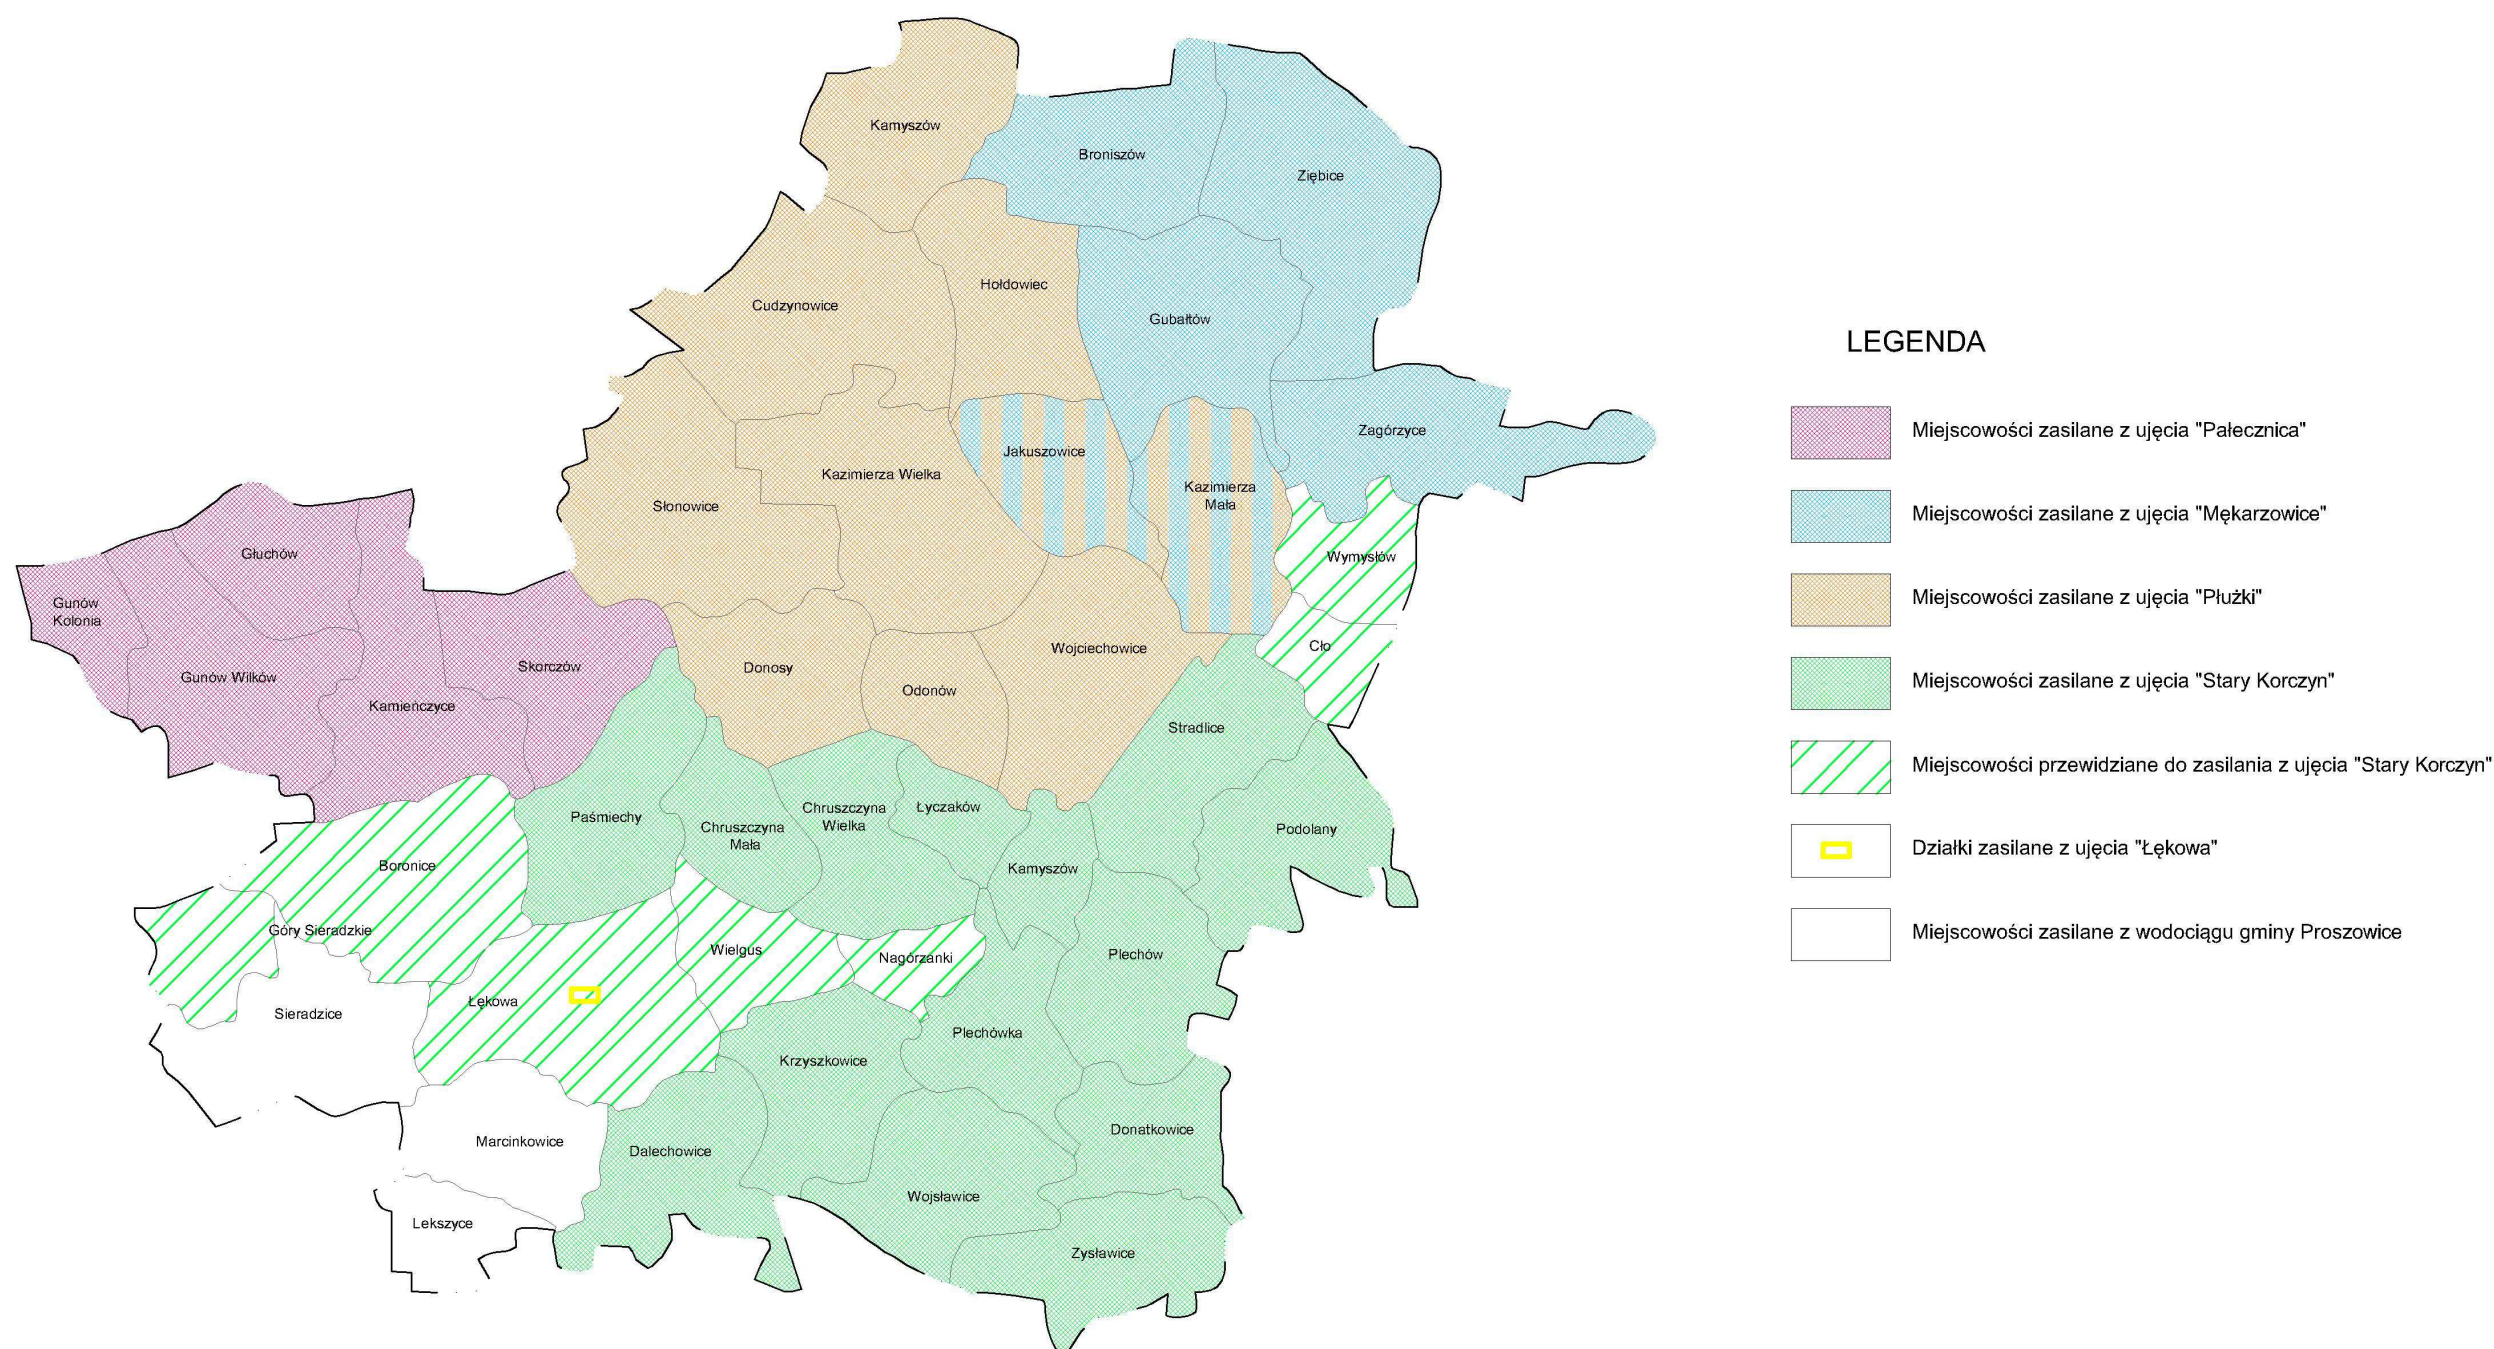 Kamyszów
Broniszów
Ziębice
Hołdowiec
Cudzynowice
Gubałtów
Zagórzyce
Jakuszowice
Kazimierza Wielka
Kazimierza
Mała
Słonowice
Głuchów
Wymysłów
Gunów
Kolonia
Cło
Wojciechowice
Skorczów
Donosy
Gunów Wilków
Odonów
Kamieńczyce
Stradlice
Paśmiechy
Chruszczyna
Wielka
Łyczaków
Chruszczyna
Mała
Podolany
Boronice
Kamyszów
Góry Sieradzkie
Wielgus
Nagórzanki
Plechów
Łękowa
Sieradzice
Plechówka
Krzyszkowice
Marcinkowice
Donatkowice
Dalechowice
Wojsławice
Lekszyce
Zysławice
LEGENDA
Miejscowości zasilane z ujęcia "Pałecznica"
Miejscowości zasilane z ujęcia "Mękarzowice"
Miejscowości zasilane z ujęcia "Płużki"
Miejscowości zasilane z ujęcia "Stary Korczyn"
Miejscowości przewidziane do zasilania z ujęcia "Stary Korczyn"
Działki zasilane z ujęcia "Łękowa"
Miejscowości zasilane z wodociągu gminy Proszowice